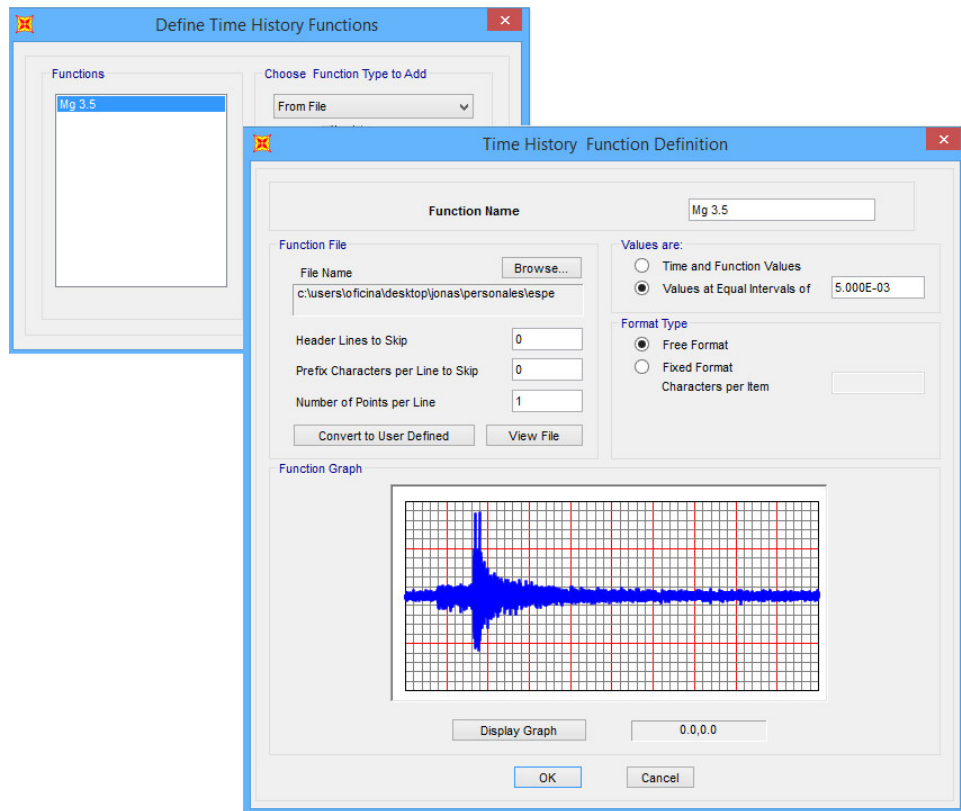 Define Time History Functions
Functions
Mg 3.5
Choose Function Type to Add
From File
Time History Function Definition
Function Name
Mg 3.5
Function File
File Name
Browse...
c:\users\oficina\desktop\jonas\personales\espe
Header Lines to Skip
0
Prefix Characters per Line to Skip
0
Number of Points per Line
1
Convert to User Defined
View File
Values are:
Time and Function Values
Values at Equal Intervals of
5.000E-03
Format Type
Free Format
Fixed Format
Characters per Item
Function Graph
Display Graph
0.0,0.0
OK
Cancel